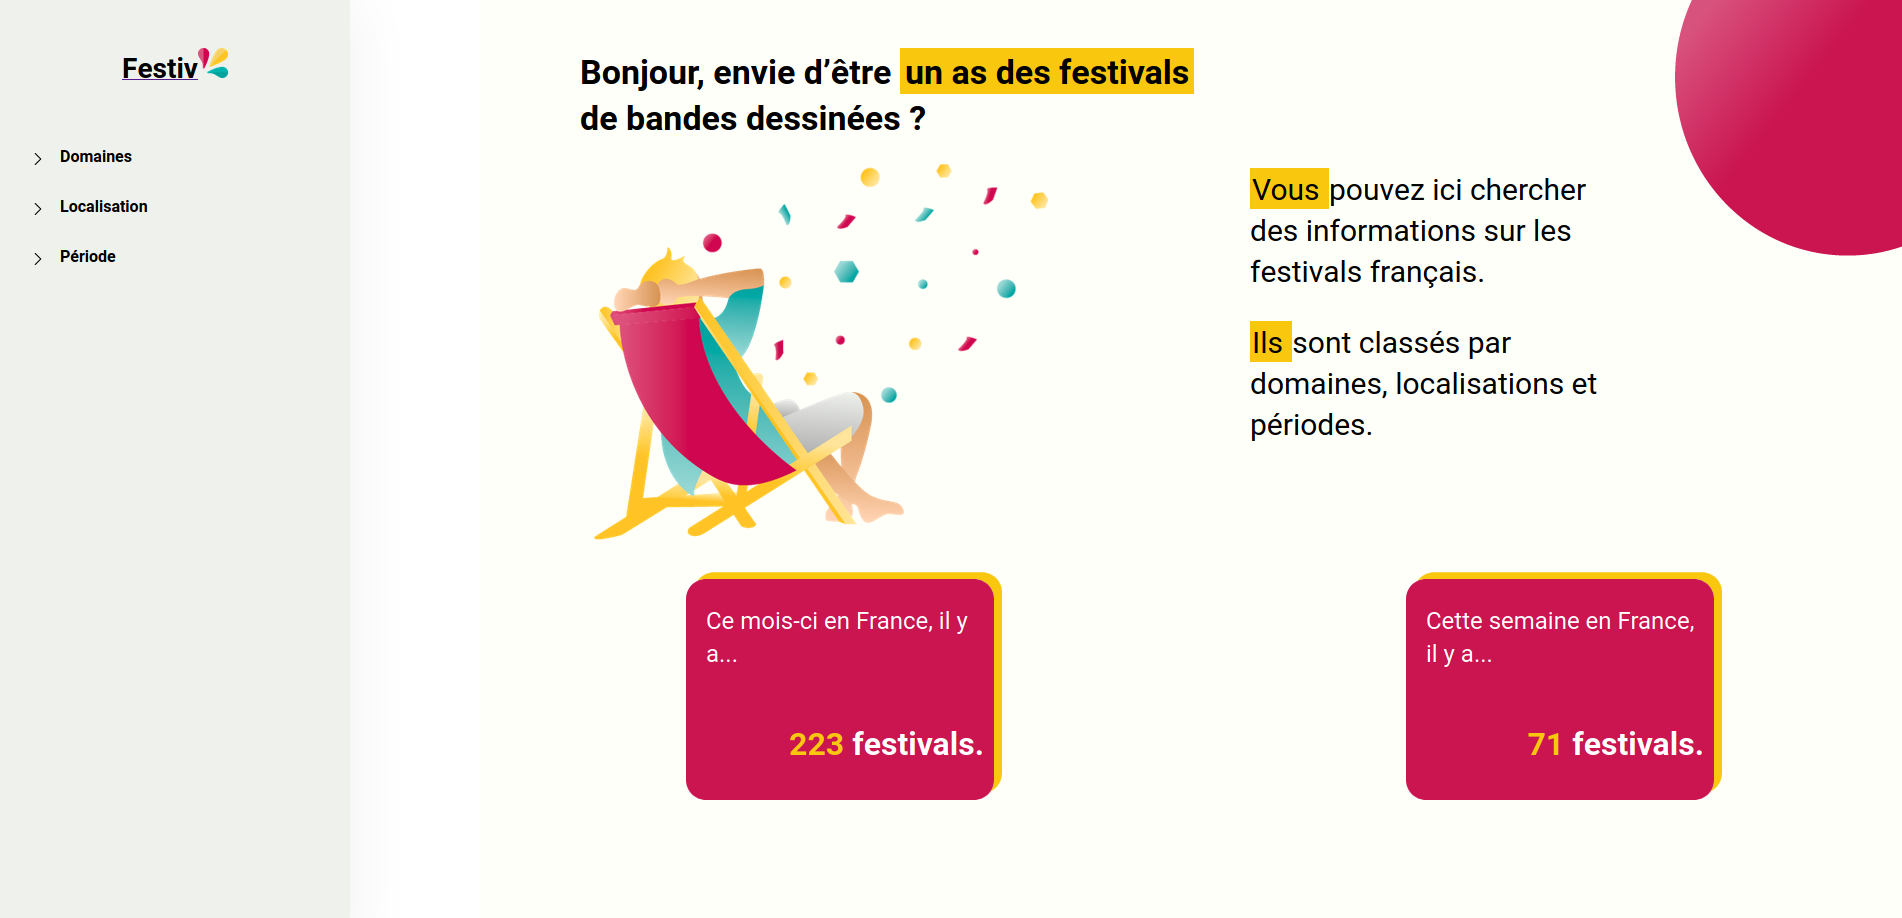 Festiv
Domaines
Localisation
Période
Bonjour, envie d’être un as des festivals
de bandes dessinées ?
Vous pouvez ici chercher
des informations sur les
festivals français.
Ils sont classés par
domaines, localisations et
périodes.
Ce mois-ci en France, il y
a...
223 festivals.
Cette semaine en France,
il y a...
71 festivals.